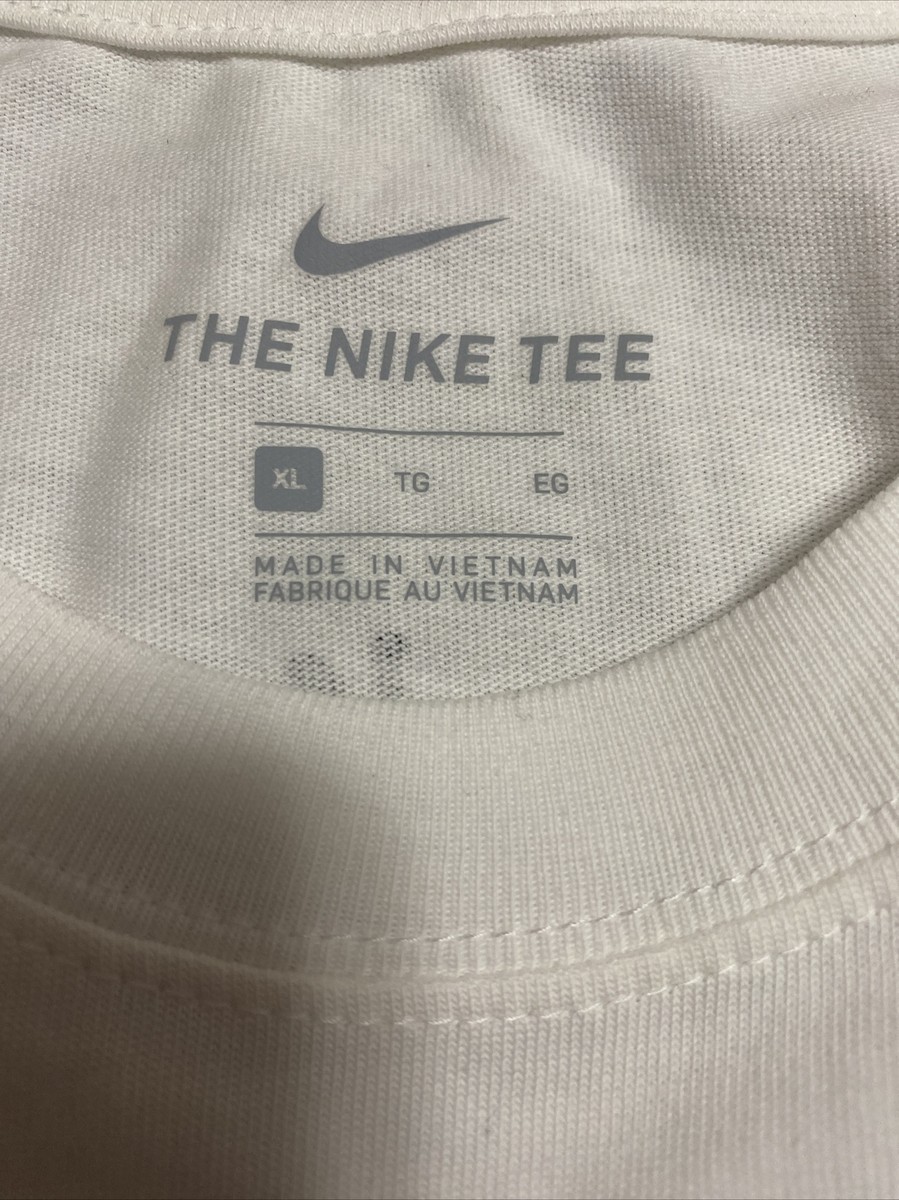 THE NIKE TEE
XL TG EG
MADE IN VIETNAM
FABRIQUE AU VIETNAM